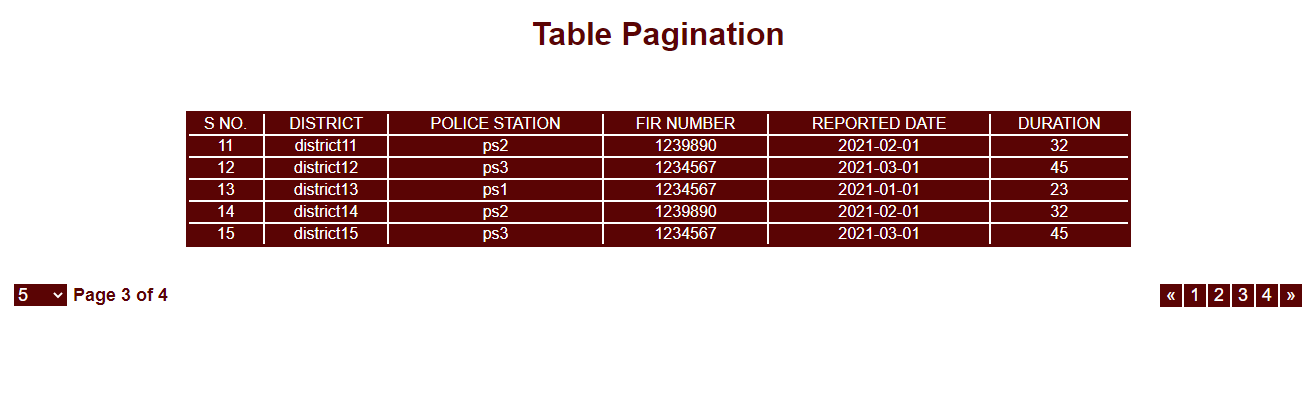 Table Pagination
S NO. DISTRICT POLICE STATION FIR NUMBER REPORTED DATE DURATION
11 district11 ps2 1239890 2021-02-01 32
12 district12 ps3 1234567 2021-03-01 45
13 district13 ps1 1234567 2021-01-01 23
14 district14 ps2 1239890 2021-02-01 32
15 district15 ps3 1234567 2021-03-01 45
5 Page 3 of 4 « 1 2 3 4 »